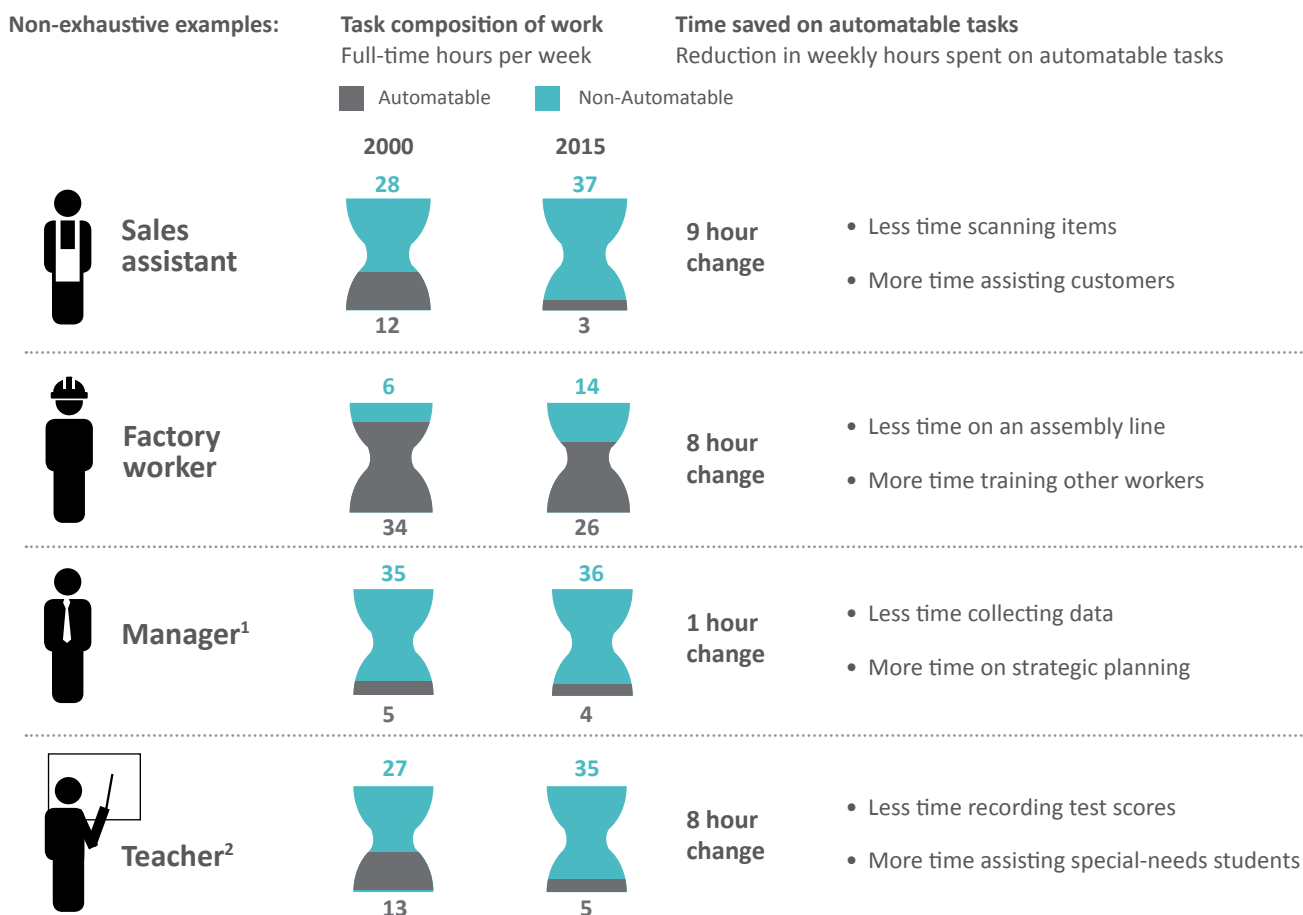 Non-exhaustive examples:
Task composition of work
Full-time hours per week
Time saved on automatable tasks
Reduction in weekly hours spent on automatable tasks
Automatable
Non-Automatable
2000
2015
Sales
assistant
28
12
37
3
9 hour
change
• Less time scanning items
• More time assisting customers
Factory
worker
6
34
14
26
8 hour
change
• Less time on an assembly line
• More time training other workers
Manager¹
35
5
36
4
1 hour
change
• Less time collecting data
• More time on strategic planning
Teacher²
27
13
35
5
8 hour
change
• Less time recording test scores
• More time assisting special-needs students